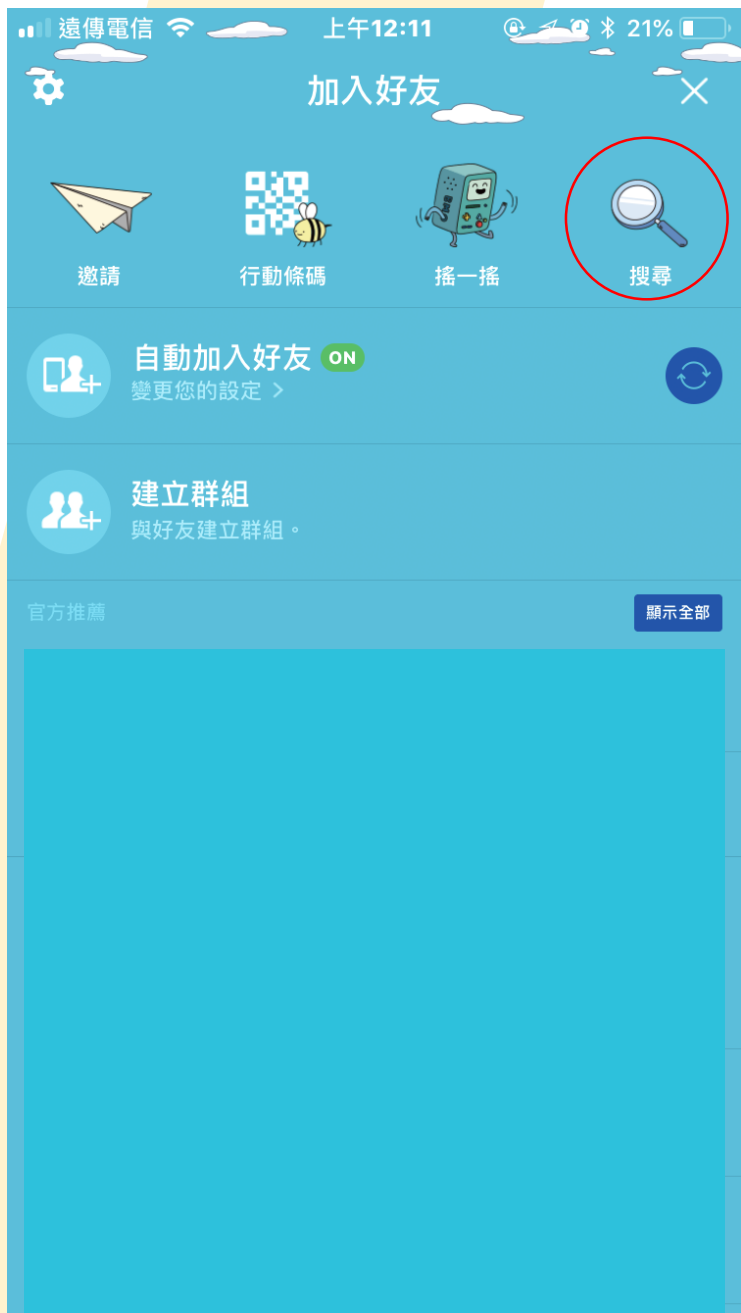 遠傳電信 上午12:11 21%
加入好友
邀請 行動條碼 搖一搖 搜尋
自動加入好友 ON
變更您的設定 >
建立群組
與好友建立群組。
官方推薦 顯示全部